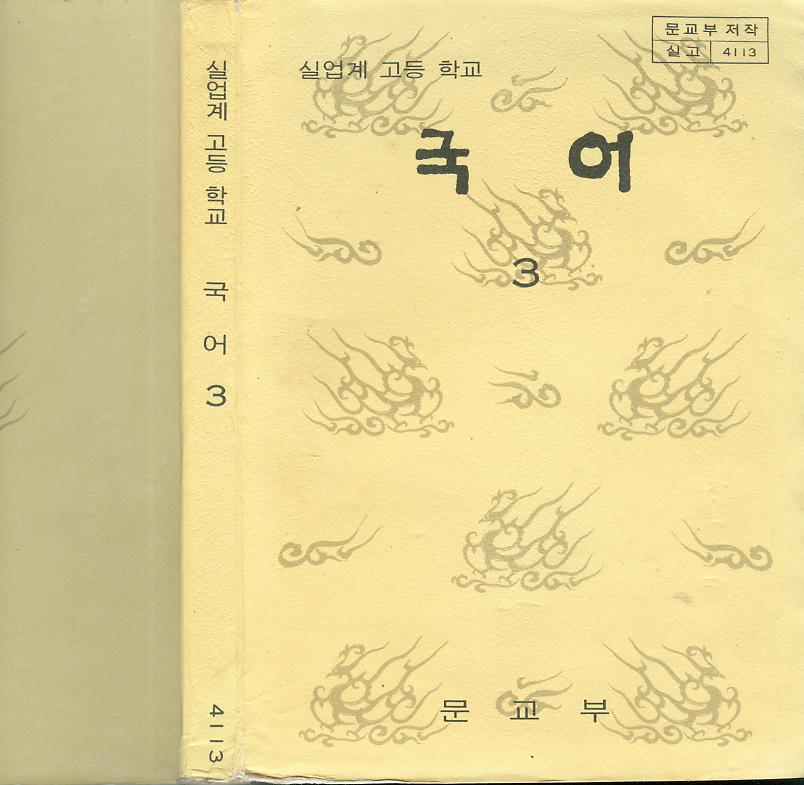 실업계 고등 학교 국 어 3
4113
문교부 저작
실고 4113
실업계 고등 학교
국 어
3
문 교 부